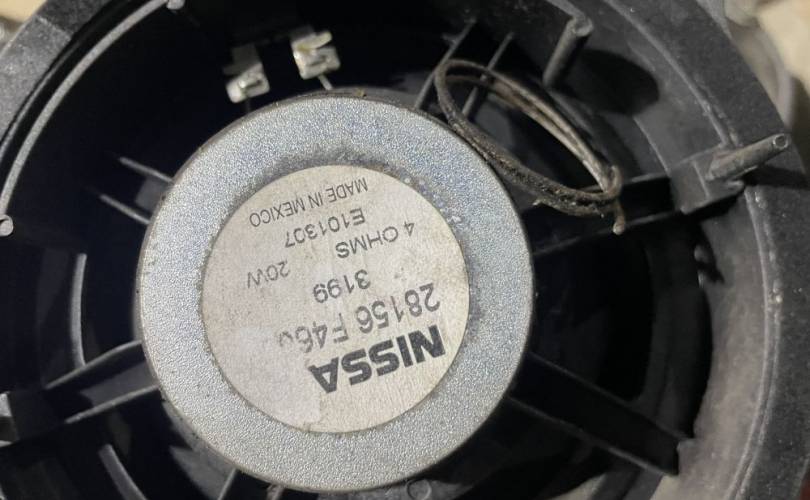 NISSA
28156 F46
3199
4 OHMS 20W
E101307
MADE IN MEXICO